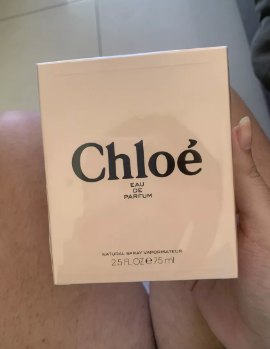 Chloé
EAU
DE
PARFUM
NATURAL SPRAY VAPORISATEUR
2.5 FL.OZ e 75 ml